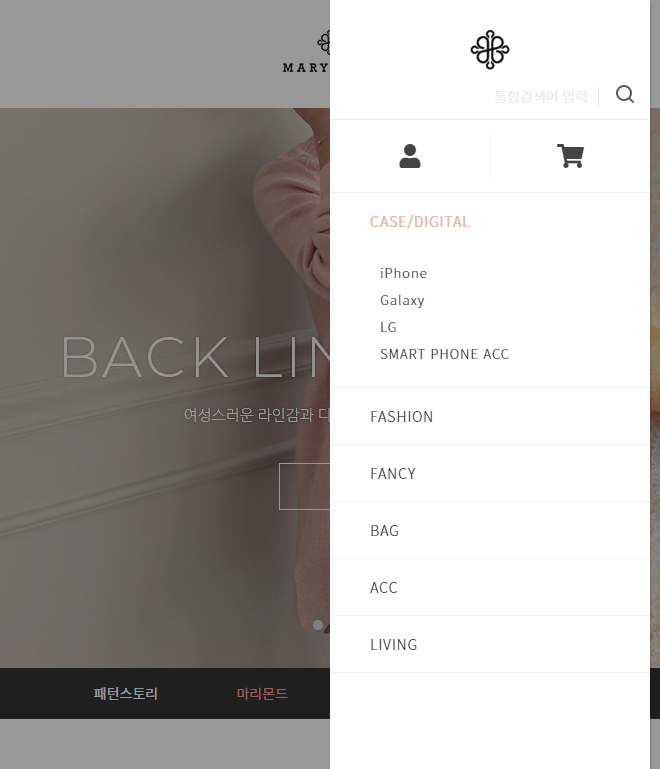 MARY
통합검색어 입력
CASE/DIGITAL
iPhone
Galaxy
LG
SMART PHONE ACC
FASHION
FANCY
BAG
ACC
LIVING
BACK LIN
여성스러운 라인감과 디
패턴스토리
마리몬드